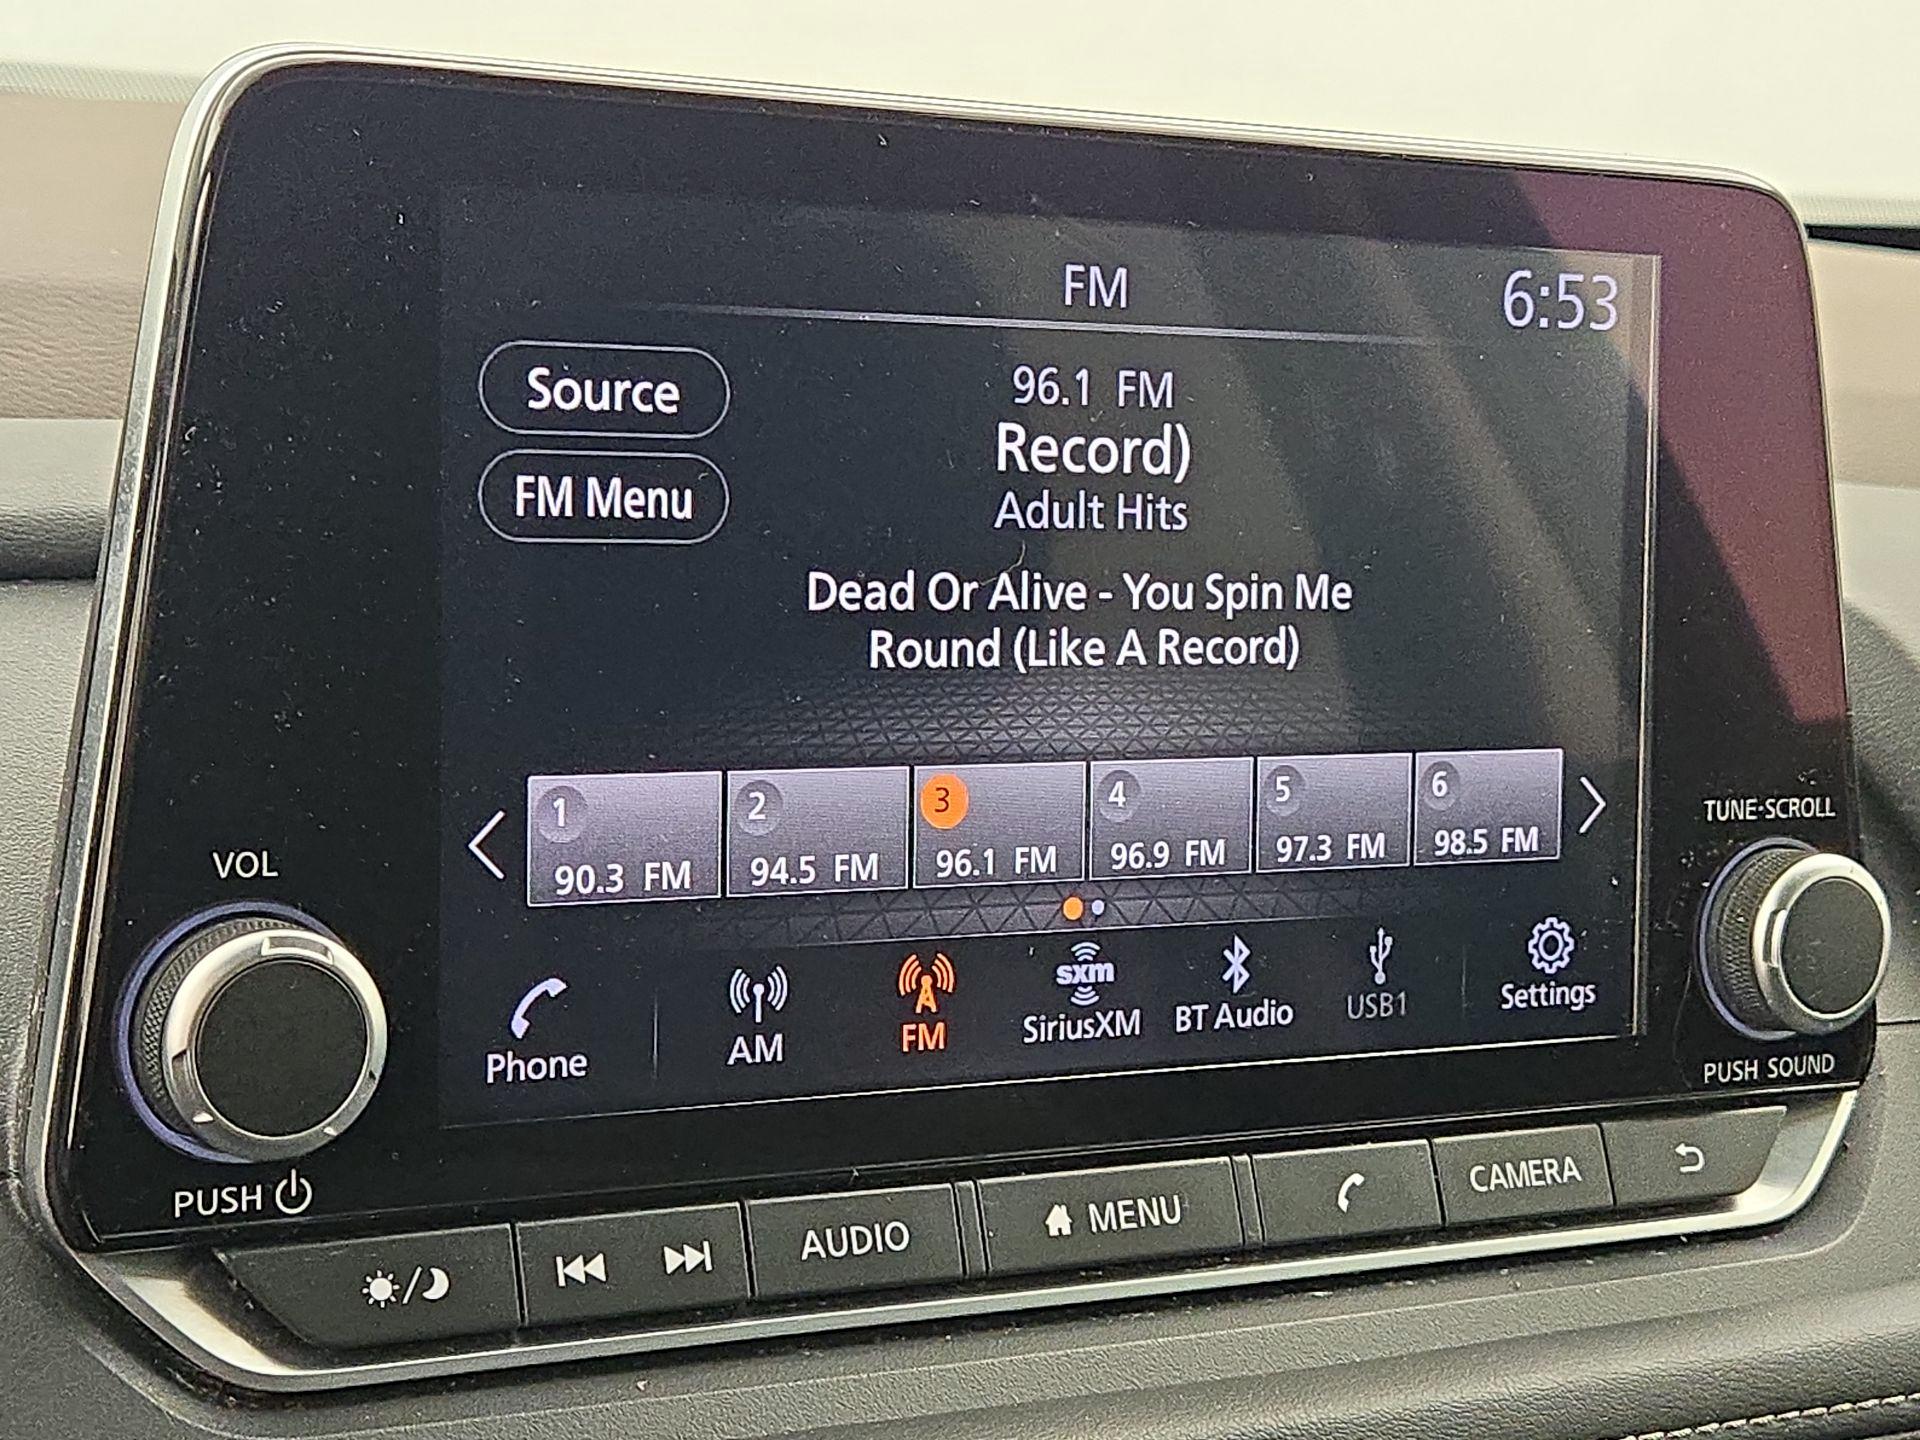 FM
6:53
Source
96.1 FM
Record)
FM Menu
Adult Hits
Dead Or Alive - You Spin Me
Round (Like A Record)
1
90.3 FM
2
94.5 FM
3
96.1 FM
4
96.9 FM
5
97.3 FM
6
98.5 FM
Phone
AM
FM
sxm
SiriusXM
BT Audio
USB1
Settings
VOL
PUSH
TUNE-SCROLL
PUSH SOUND
AUDIO
MENU
CAMERA